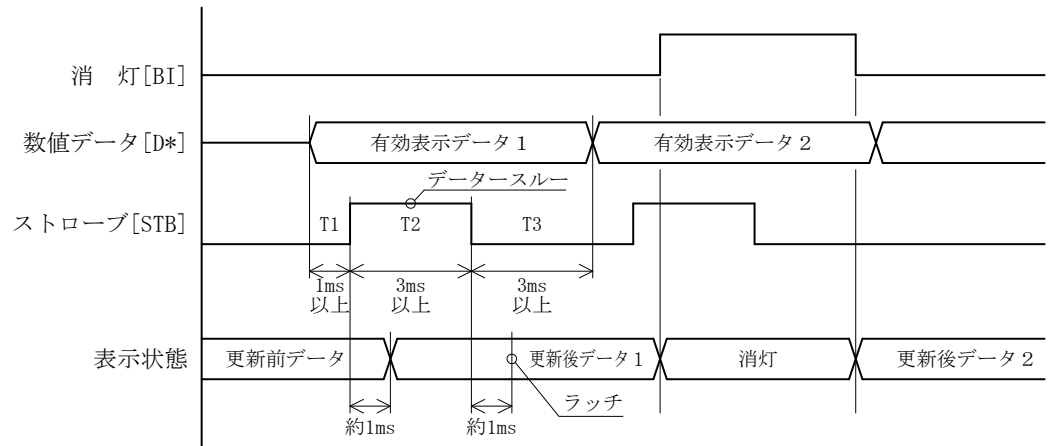 消　灯[BI]
数値データ[D*]
有効表示データ１
有効表示データ２
データースルー
ストローブ[STB]
T1
T2
T3
1ms
以上
3ms
以上
3ms
以上
表示状態
更新前データ
更新後データ１
消灯
更新後データ２
ラッチ
約1ms
約1ms